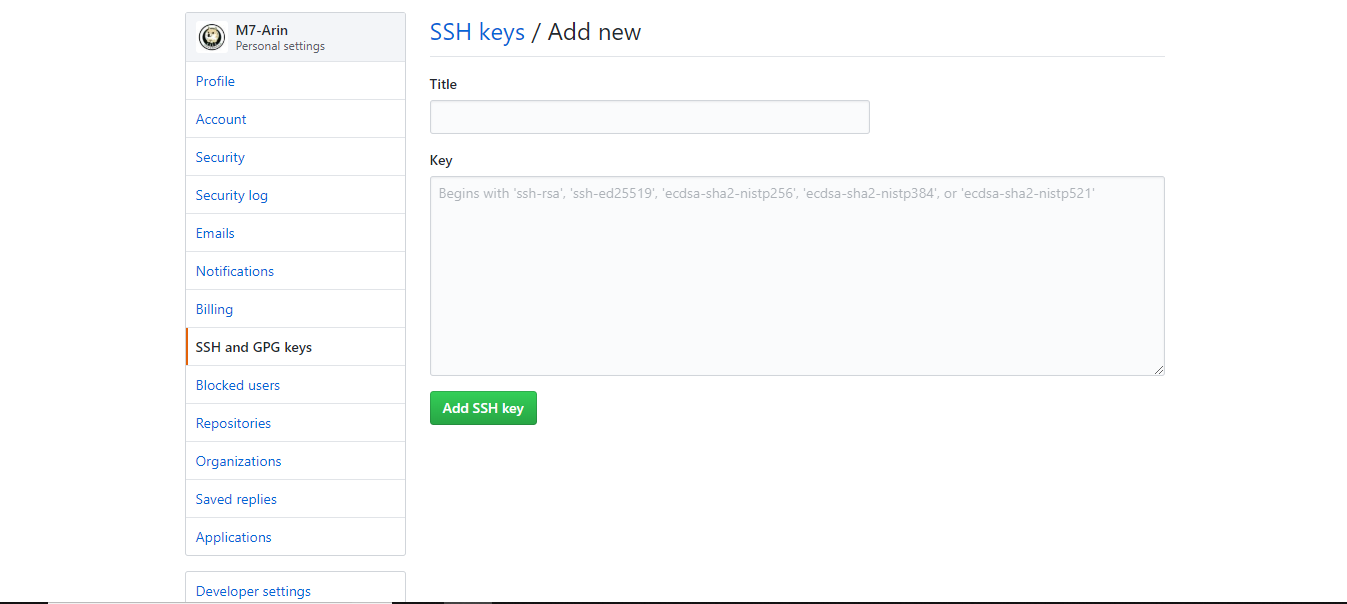 M7-Arin
Personal settings
Profile
Account
Security
Security log
Emails
Notifications
Billing
SSH and GPG keys
Blocked users
Repositories
Organizations
Saved replies
Applications
Developer settings
SSH keys / Add new
Title
Key
Begins with 'ssh-rsa', 'ssh-ed25519', 'ecdsa-sha2-nistp256', 'ecdsa-sha2-nistp384', or 'ecdsa-sha2-nistp521'
Add SSH key